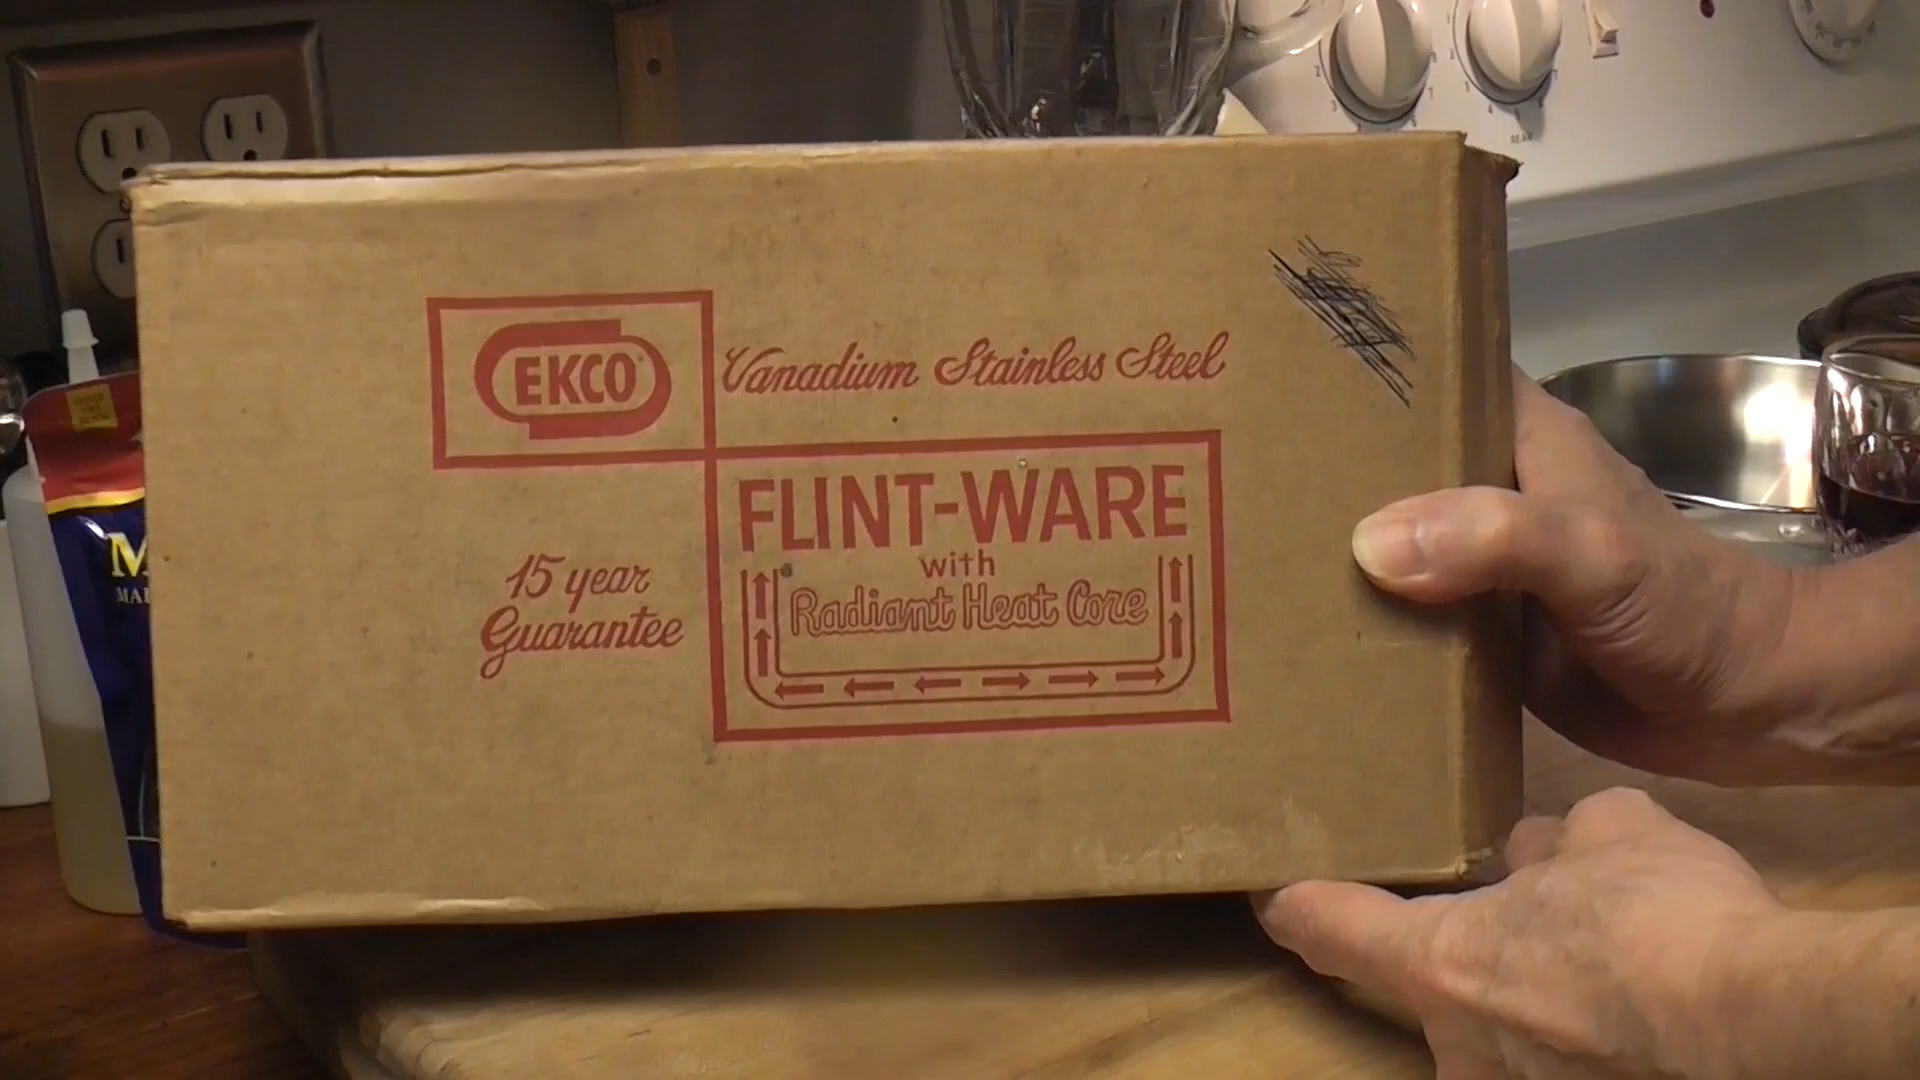 EKCO
Vanadium Stainless Steel
FLINT-WARE
with
Radiant Heat Core
15 year
Guarantee